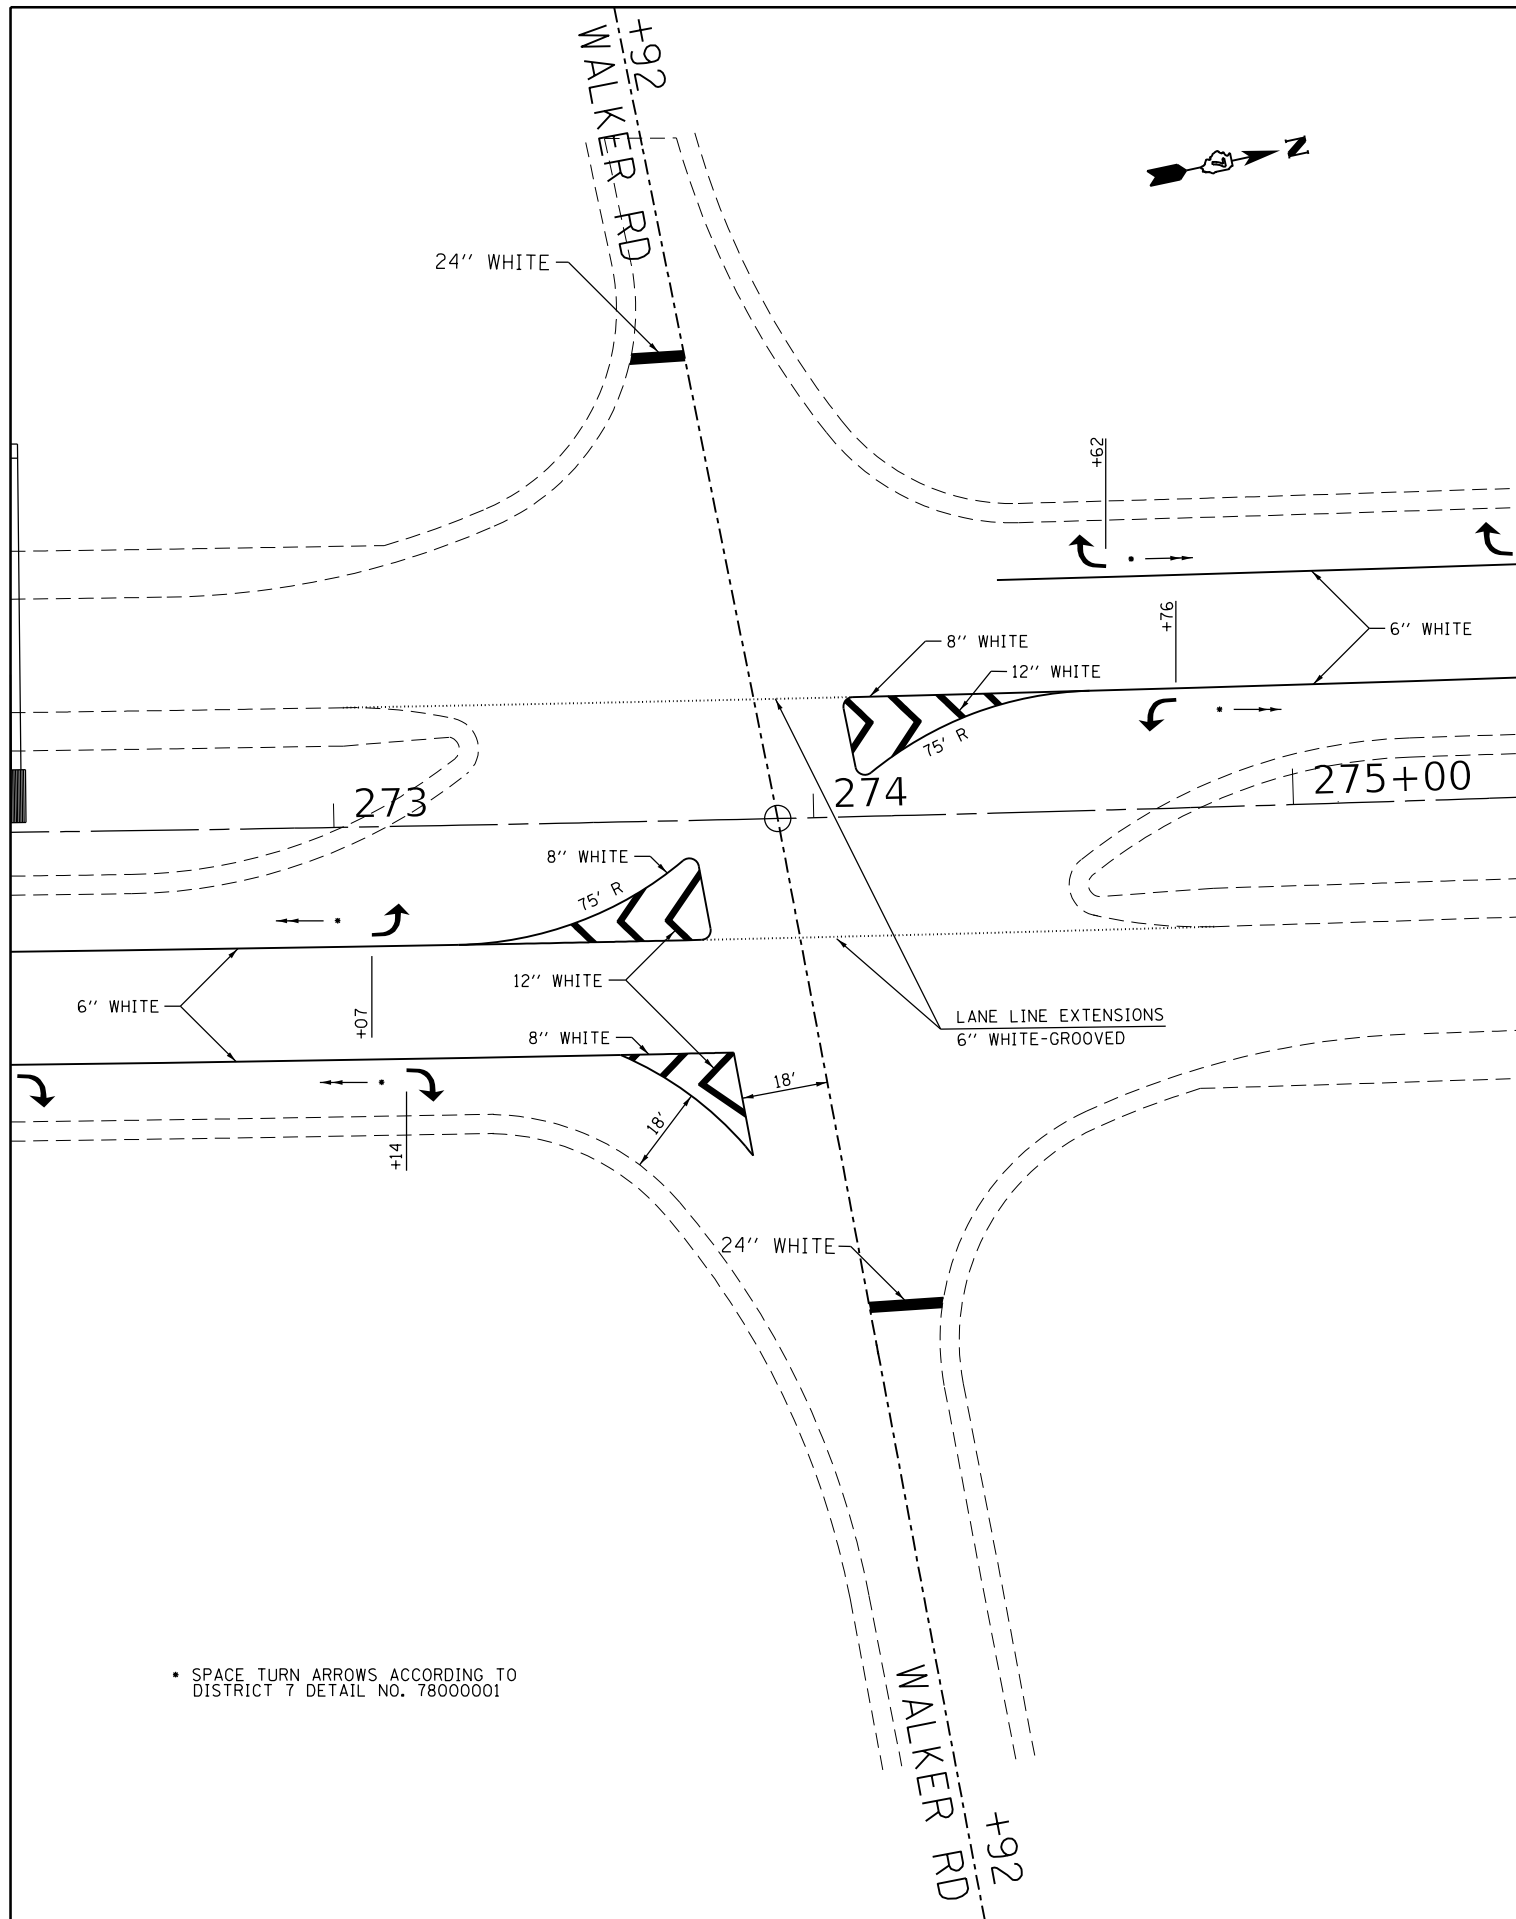 +92
WALKER RD
N
24'' WHITE
+62
+76
8'' WHITE
6'' WHITE
12'' WHITE
75' R
273
274
275+00
8'' WHITE
75' R
12'' WHITE
6'' WHITE
+07
LANE LINE EXTENSIONS
6'' WHITE-GROOVED
8'' WHITE
18'
18'
+14
24'' WHITE
* SPACE TURN ARROWS ACCORDING TO
DISTRICT 7 DETAIL NO. 78000001
WALKER RD
+92